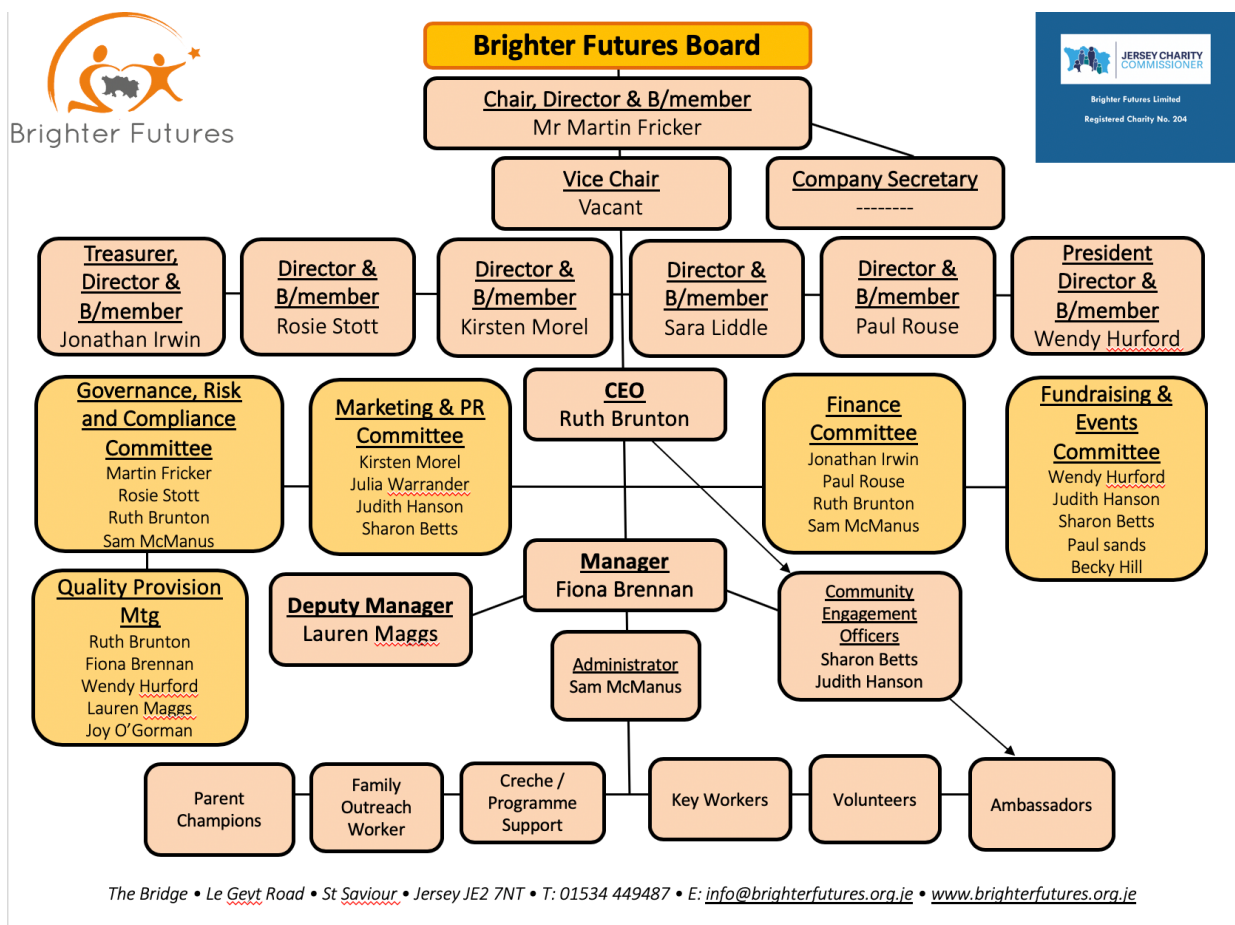 Brighter Futures
Brighter Futures Board
JERSEY CHARITY
COMMISSIONER
Brighter Futures Limited
Registered Charity No. 204
Chair, Director & B/member
Mr Martin Fricker
Vice Chair
Vacant
Company Secretary
--------
Treasurer,
Director &
B/member
Jonathan Irwin
Director &
B/member
Rosie Stott
Director &
B/member
Kirsten Morel
Director &
B/member
Sara Liddle
Director &
B/member
Paul Rouse
President
Director &
B/member
Wendy Hurford
Governance, Risk
and Compliance
Committee
Martin Fricker
Rosie Stott
Ruth Brunton
Sam McManus
Marketing & PR
Committee
Kirsten Morel
Julia Warrander
Judith Hanson
Sharon Betts
CEO
Ruth Brunton
Finance
Committee
Jonathan Irwin
Paul Rouse
Ruth Brunton
Sam McManus
Fundraising &
Events
Committee
Wendy Hurford
Judith Hanson
Sharon Betts
Paul sands
Becky Hill
Quality Provision
Mtg
Ruth Brunton
Fiona Brennan
Wendy Hurford
Lauren Maggs
Joy O’Gorman
Deputy Manager
Lauren Maggs
Manager
Fiona Brennan
Administrator
Sam McManus
Community
Engagement
Officers
Sharon Betts
Judith Hanson
Parent
Champions
Family
Outreach
Worker
Creche /
Programme
Support
Key Workers
Volunteers
Ambassadors
The Bridge • Le Geyt Road • St Saviour • Jersey JE2 7NT • T: 01534 449487 • E: info@brighterfutures.org.je • www.brighterfutures.org.je